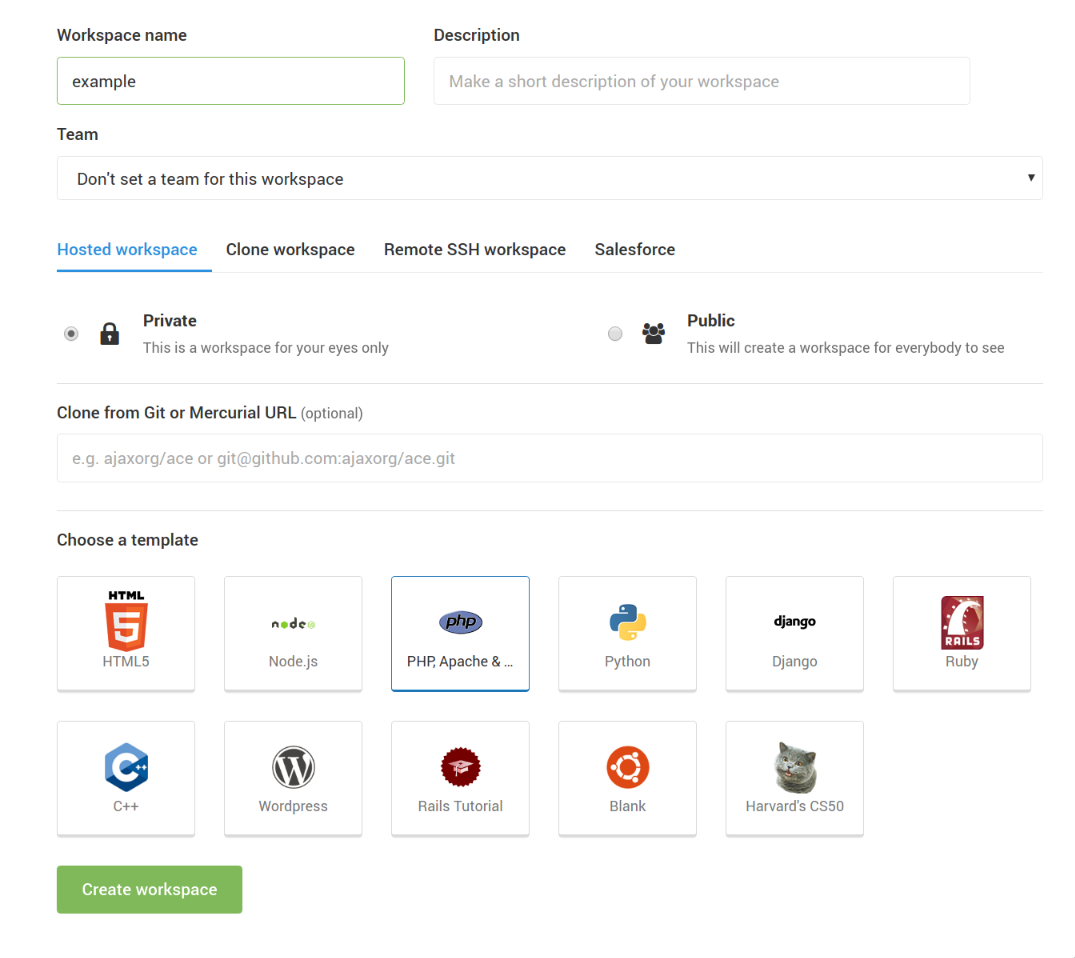 Workspace name
Description
example
Make a short description of your workspace
Team
Don't set a team for this workspace
Hosted workspace
Clone workspace
Remote SSH workspace
Salesforce
Private
This is a workspace for your eyes only
Public
This will create a workspace for everybody to see
Clone from Git or Mercurial URL (optional)
e.g. ajaxorg/ace or git@github.com:ajaxorg/ace.git
Choose a template
HTML
5
HTML5
node
Node.js
php
PHP, Apache & ...
Python
django
Django
RAILS
Ruby
C++
C++
W
Wordpress
Rails Tutorial
Blank
Harvard's CS50
Create workspace